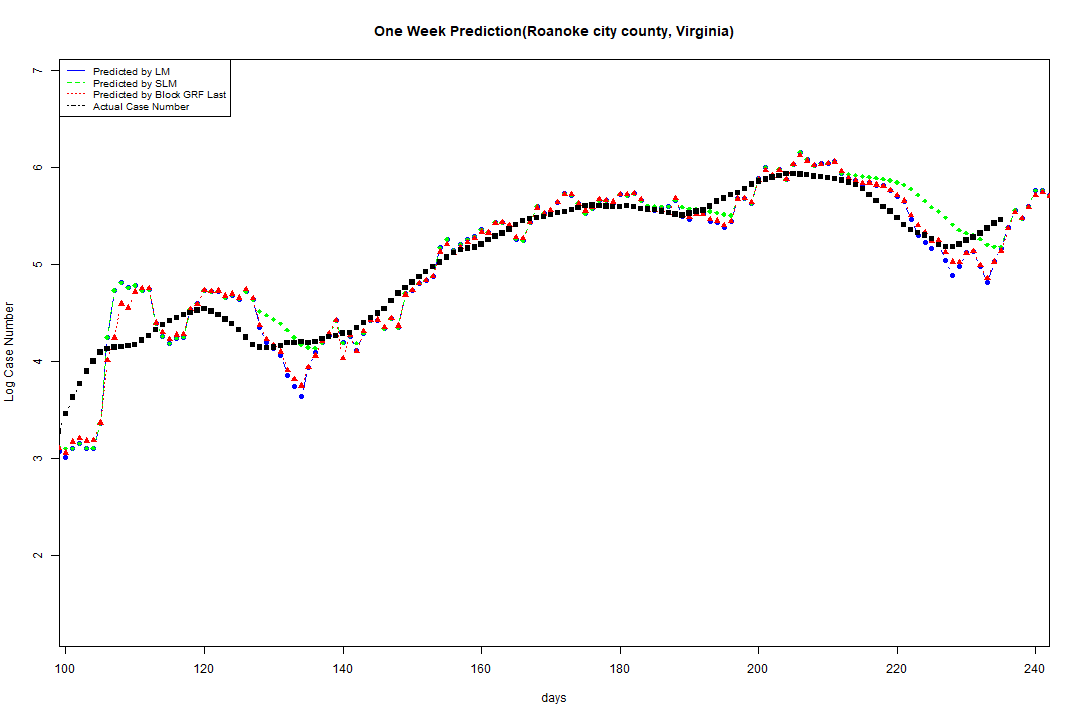 One Week Prediction(Roanoke city county, Virginia)
Predicted by LM
Predicted by SLM
Predicted by Block GRF Last
Actual Case Number
7
6
5
4
3
2
Log Case Number
100 120 140 160 180 200 220 240
days